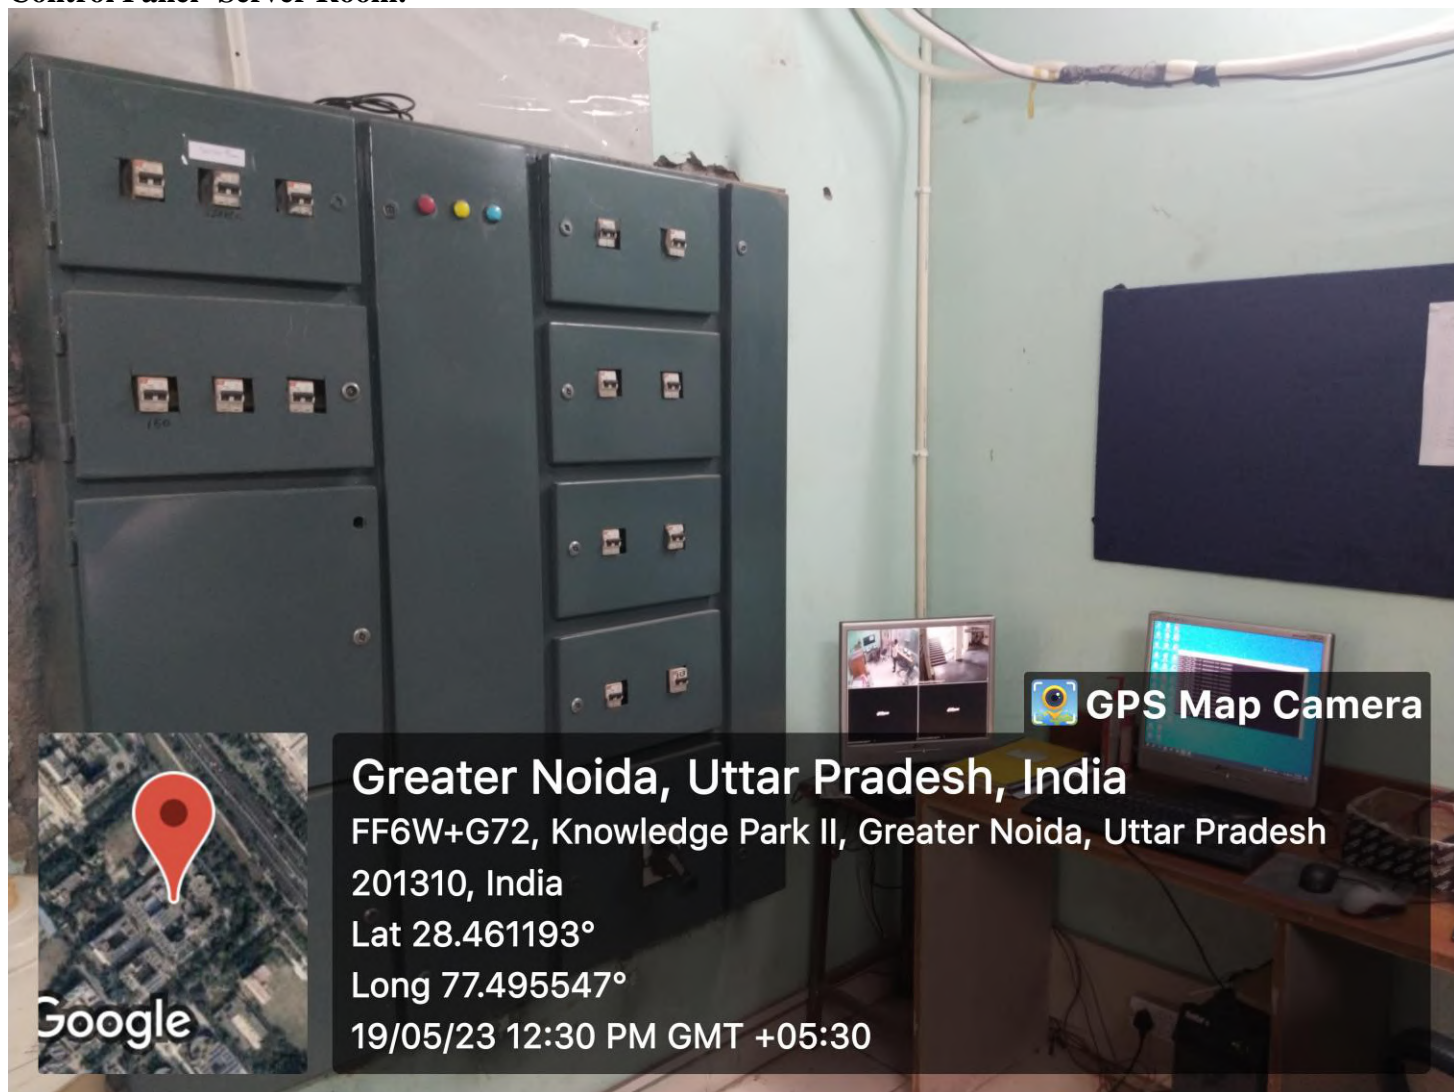 Control Panel- Server Room:
GPS Map Camera
Greater Noida, Uttar Pradesh, India
FF6W+G72, Knowledge Park II, Greater Noida, Uttar Pradesh
201310, India
Lat 28.461193°
Long 77.495547°
19/05/23 12:30 PM GMT +05:30
Google